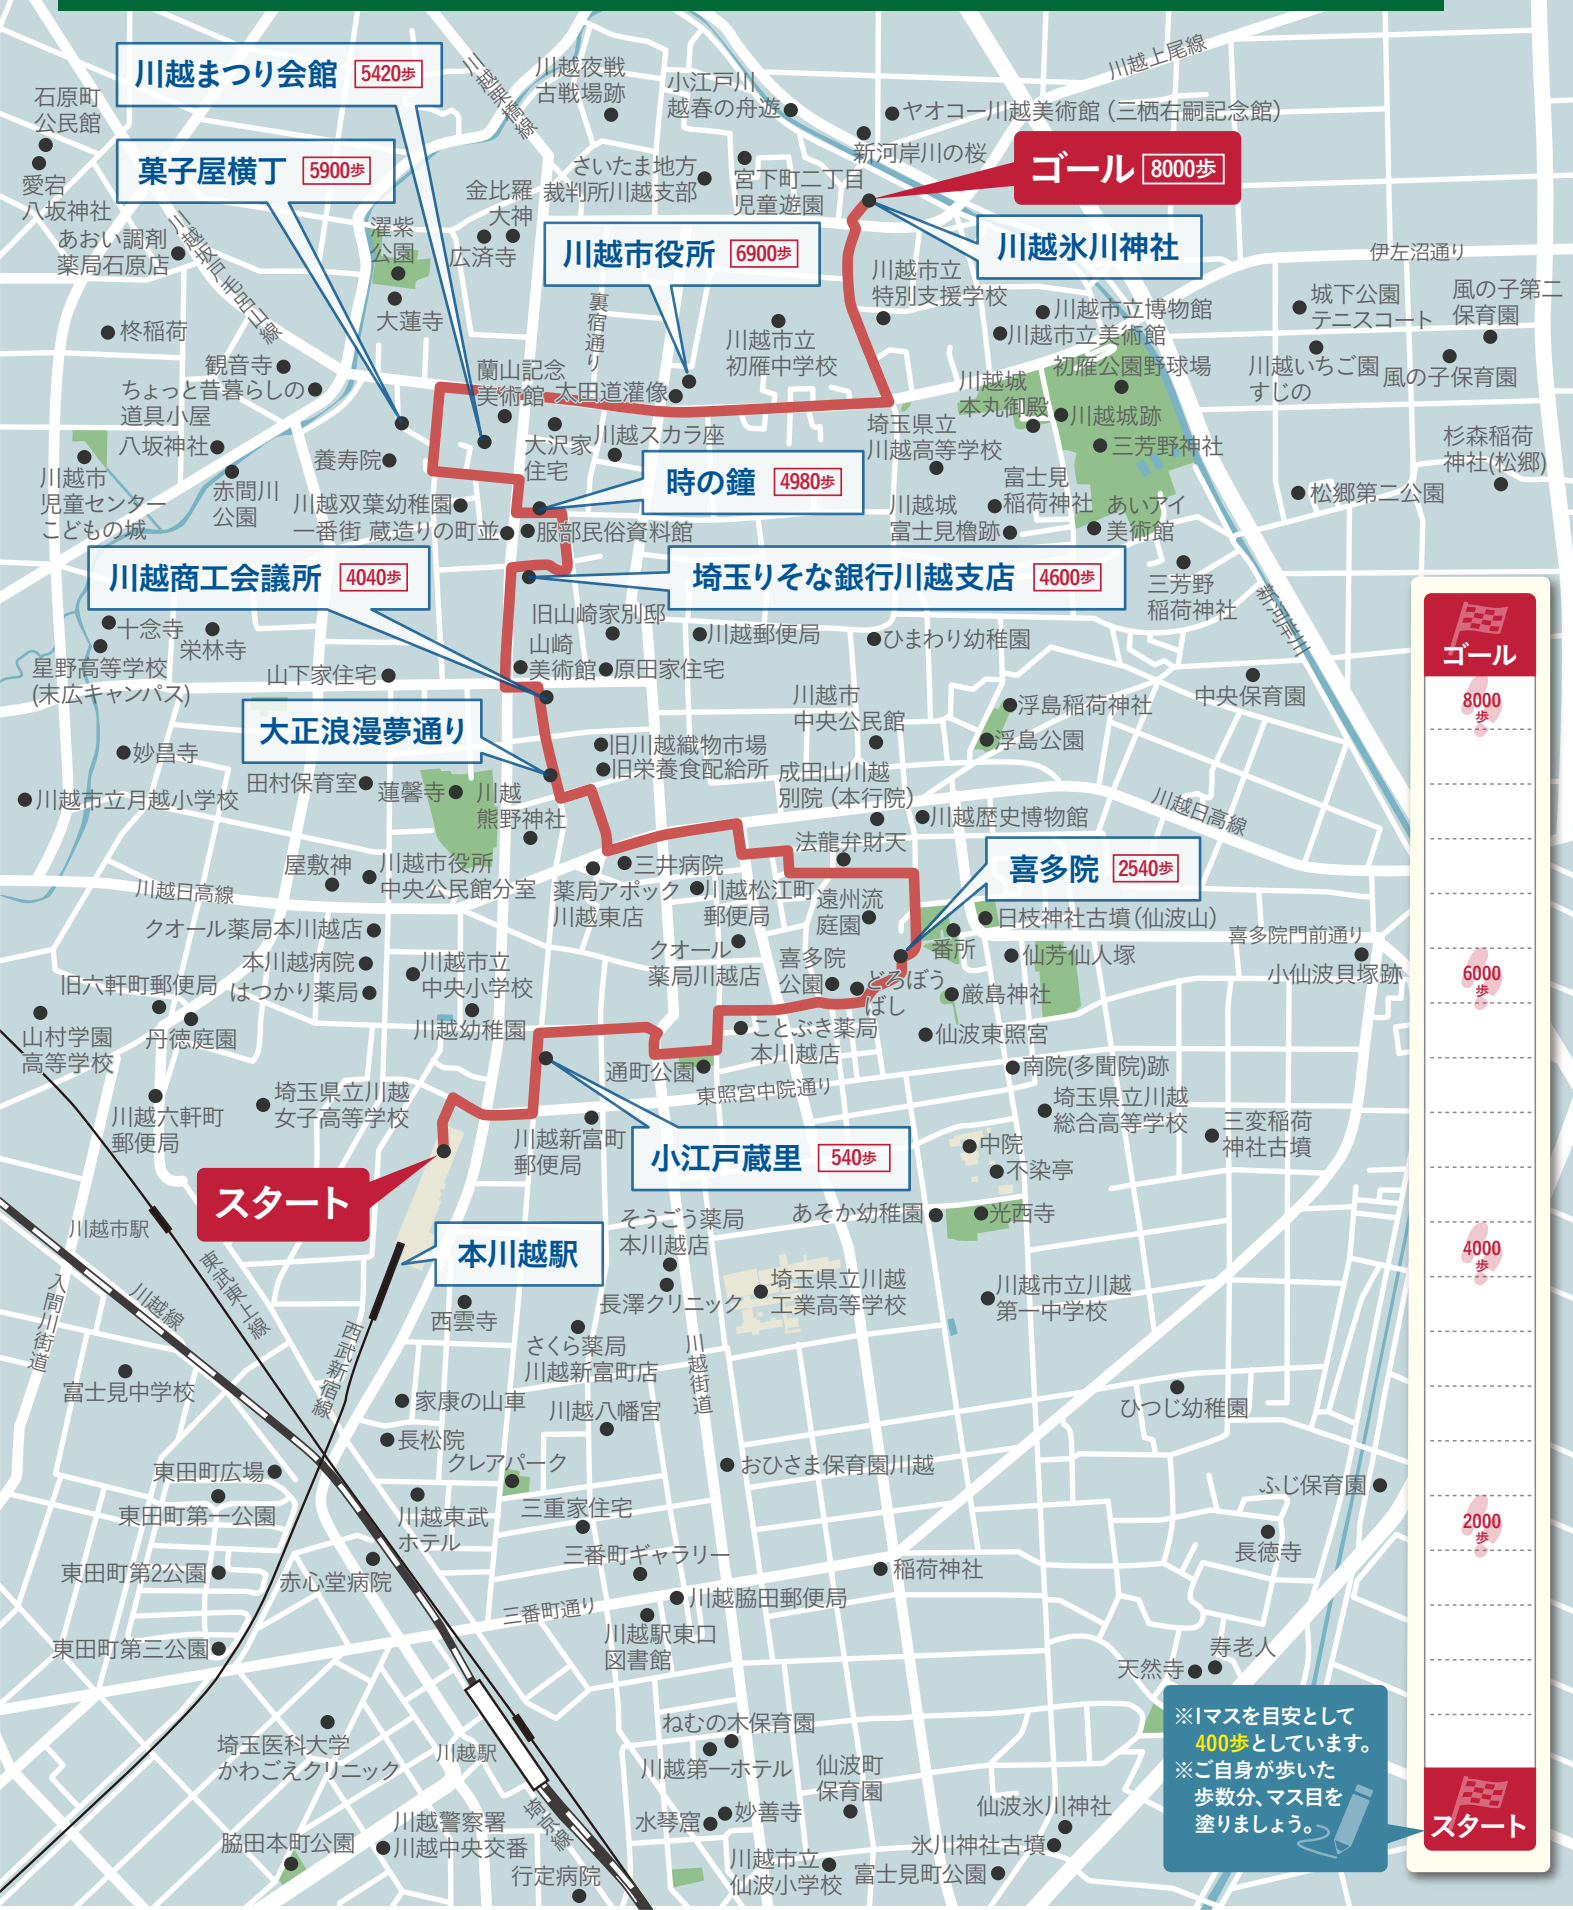 川越まつり会館 5420歩
石原町
公民館
川越栗橋線
川越夜戦
古戦場跡
小江戸川
越春の舟遊
川越上尾線
ヤオコー川越美術館（三栖右嗣記念館）
新河岸川の桜
ゴール 8000歩
菓子屋横丁 5900歩
愛宕
八坂神社
あおい調剤
薬局石原店
川越坂戸毛呂山線
濯紫
公園
金比羅
大神
広済寺
さいたま地方
裁判所川越支部
宮下町二丁目
児童遊園
川越市役所 6900歩
川越氷川神社
伊左沼通り
大蓮寺
裏宿通り
川越市立
特別支援学校
川越市立博物館
川越市立美術館
城下公園
テニスコート
風の子第二
保育園
柊稲荷
観音寺
ちょっと昔暮らしの
道具小屋
蘭山記念
美術館
太田道灌像
川越市立
初雁中学校
初雁公園野球場
川越いちご園
すじの
風の子保育園
川越城
本丸御殿
川越城跡
八坂神社
養寿院
大沢家
住宅
川越スカラ座
埼玉県立
川越高等学校
三芳野神社
杉森稲荷
神社(松郷)
川越市
児童センター
こどもの城
赤間川
公園
時の鐘 4980歩
富士見
稲荷神社
松郷第二公園
川越双葉幼稚園
一番街 蔵造りの町並
服部民俗資料館
川越城
富士見櫓跡
あいアイ
美術館
川越商工会議所 4040歩
埼玉りそな銀行川越支店 4600歩
三芳野
稲荷神社
新河岸川
十念寺
栄林寺
旧山崎家別邸
川越郵便局
ひまわり幼稚園
星野高等学校
(末広キャンパス)
山下家住宅
山崎
美術館
原田家住宅
中央保育園
大正浪漫夢通り
川越市
中央公民館
浮島稲荷神社
浮島公園
妙昌寺
旧川越織物市場
旧栄養食配給所
成田山川越
別院（本行院）
田村保育室
蓮馨寺
川越
熊野神社
川越市立月越小学校
川越歴史博物館
川越日高線
法龍弁財天
屋敷神
川越市役所
中央公民館分室
三井病院
薬局アポック
川越東店
川越松江町
郵便局
遠州流
庭園
喜多院 2540歩
川越日高線
クオール薬局本川越店
日枝神社古墳（仙波山）
喜多院門前通り
小仙波貝塚跡
本川越病院
はつかり薬局
川越市立
中央小学校
クオール
薬局川越店
喜多院
公園
どろぼう
ばし
番所
仙芳仙人塚
旧六軒町郵便局
厳島神社
山村学園
高等学校
丹徳庭園
川越幼稚園
ことぶき薬局
本川越店
仙波東照宮
通町公園
東照宮中院通り
南院(多聞院)跡
川越六軒町
郵便局
埼玉県立川越
女子高等学校
川越新富町
郵便局
埼玉県立川越
総合高等学校
三変稲荷
神社古墳
小江戸蔵里 540歩
中院
不染亭
スタート
あそか幼稚園
光西寺
川越市駅
本川越駅
そうごう薬局
本川越店
東武東上線
川越線
入間川街道
長澤クリニック
埼玉県立川越
工業高等学校
川越市立川越
第一中学校
西雲寺
西武新宿線
さくら薬局
川越新富町店
川越街道
富士見中学校
家康の山車
川越八幡宮
ひつじ幼稚園
長松院
クレアパーク
おひさま保育園川越
東田町広場
東田町第一公園
川越東武
ホテル
三重家住宅
ふじ保育園
長徳寺
東田町第2公園
赤心堂病院
三番町ギャラリー
稲荷神社
三番町通り
川越脇田郵便局
東田町第三公園
川越駅東口
図書館
天然寺
寿老人
埼玉医科大学
かわごえクリニック
川越駅
ねむの木保育園
川越第一ホテル
仙波町
保育園
埼京線
水琴窟
妙善寺
仙波氷川神社
氷川神社古墳
脇田本町公園
川越警察署
川越中央交番
行定病院
川越市立
仙波小学校
富士見町公園
ゴール
8000
歩
6000
歩
4000
歩
2000
歩
スタート
※1マスを目安として
400歩としています。
※ご自身が歩いた
歩数分、マス目を
塗りましょう。